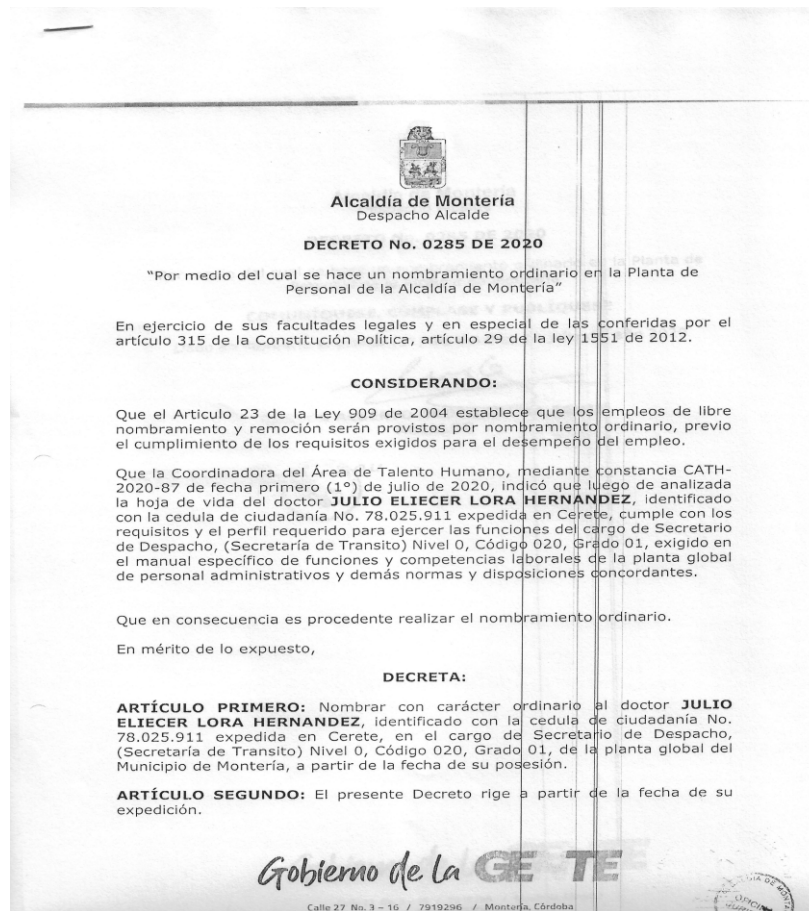 Alcaldía de Montería
Despacho Alcalde
DECRETO No. 0285 DE 2020
“Por medio del cual se hace un nombramiento ordinario en la Planta de
Personal de la Alcaldía de Montería”
En ejercicio de sus facultades legales y en especial de las conferidas por el
artículo 315 de la Constitución Política, artículo 29 de la ley 1551 de 2012.
CONSIDERANDO:
Que el Articulo 23 de la Ley 909 de 2004 establece que los empleos de libre
nombramiento y remoción serán provistos por nombramiento ordinario, previo
el cumplimiento de los requisitos exigidos para el desempeño del empleo.
Que la Coordinadora del Área de Talento Humano, mediante constancia CATH-
2020-87 de fecha primero (1°) de julio de 2020, indicó que luego de analizada
la hoja de vida del doctor JULIO ELIECER LORA HERNANDEZ, identificado
con la cedula de ciudadanía No. 78.025.911 expedida en Cerete, cumple con los
requisitos y el perfil requerido para ejercer las funciones del cargo de Secretario
de Despacho, (Secretaría de Transito) Nivel 0, Código 020, Grado 01, exigido en
el manual específico de funciones y competencias laborales de la planta global
de personal administrativos y demás normas y disposiciones concordantes.
Que en consecuencia es procedente realizar el nombramiento ordinario.
En mérito de lo expuesto,
DECRETA:
ARTÍCULO PRIMERO: Nombrar con carácter ordinario al doctor JULIO
ELIECER LORA HERNANDEZ, identificado con la cedula de ciudadanía No.
78.025.911 expedida en Cerete, en el cargo de Secretario de Despacho,
(Secretaría de Transito) Nivel 0, Código 020, Grado 01, de la planta global del
Municipio de Montería, a partir de la fecha de su posesión.
ARTÍCULO SEGUNDO: El presente Decreto rige a partir de la fecha de su
expedición.
Gobierno de la GE TE
Calle 27 No. 3 – 16 / 7919296 / Montería, Córdoba